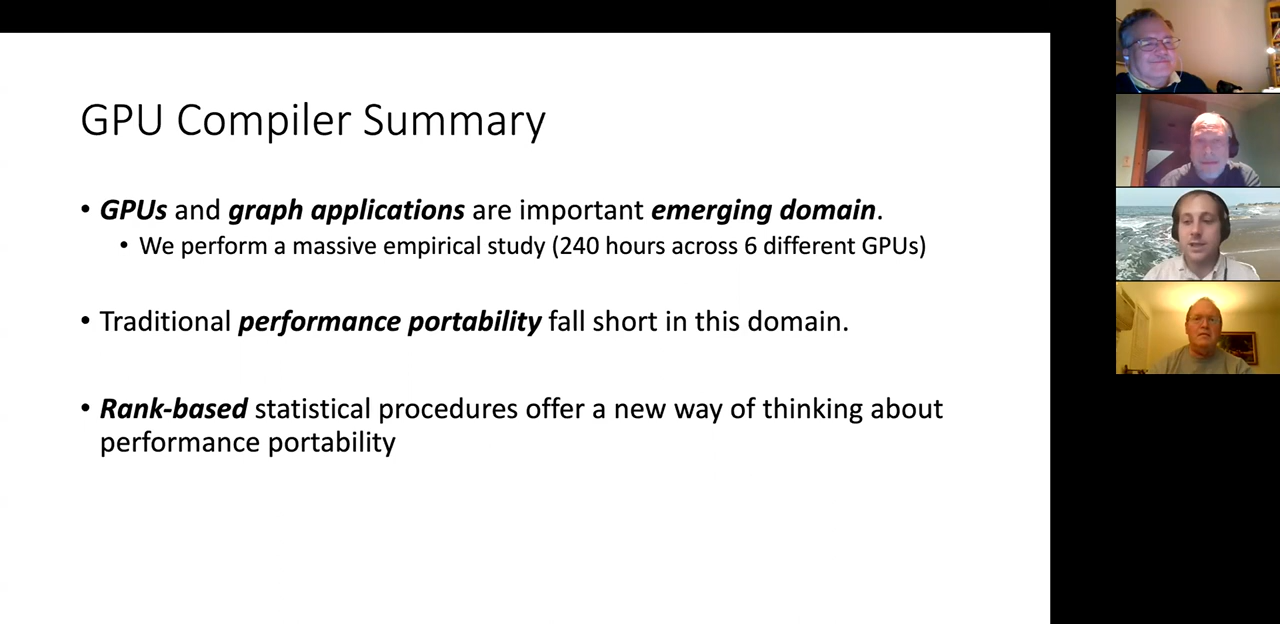 GPU Compiler Summary
• GPUs and graph applications are important emerging domain.
• We perform a massive empirical study (240 hours across 6 different GPUs)
• Traditional performance portability fall short in this domain.
• Rank-based statistical procedures offer a new way of thinking about
performance portability